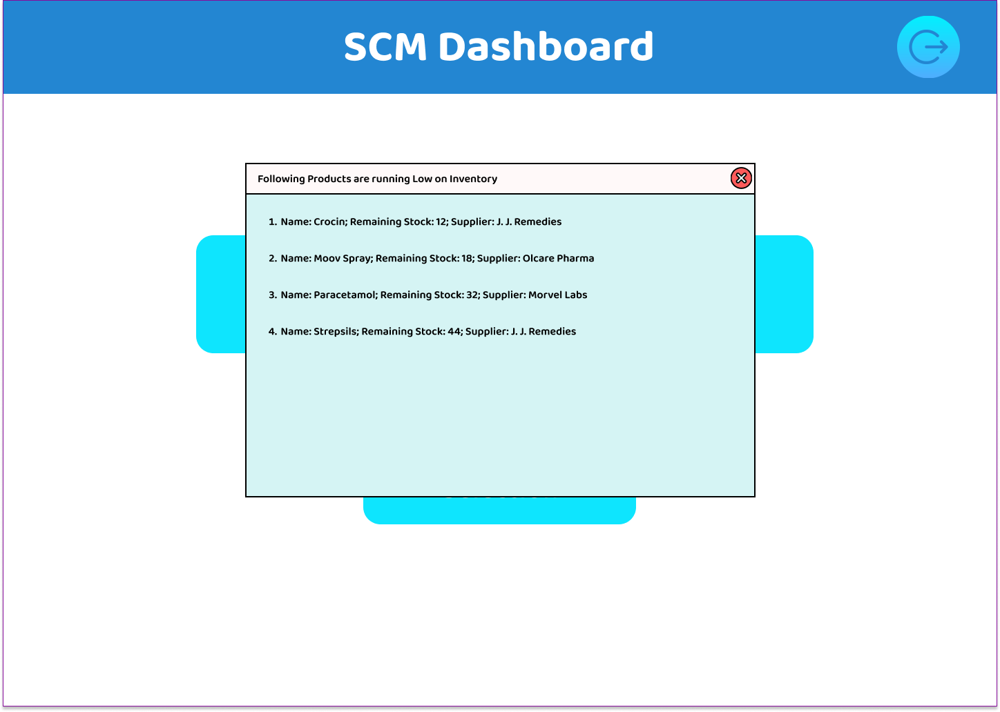 SCM Dashboard
Following Products are running Low on Inventory
1. Name: Crocin; Remaining Stock: 12; Supplier: J. J. Remedies
2. Name: Moov Spray; Remaining Stock: 18; Supplier: Olcare Pharma
3. Name: Paracetamol; Remaining Stock: 32; Supplier: Morvel Labs
4. Name: Strepsils; Remaining Stock: 44; Supplier: J. J. Remedies